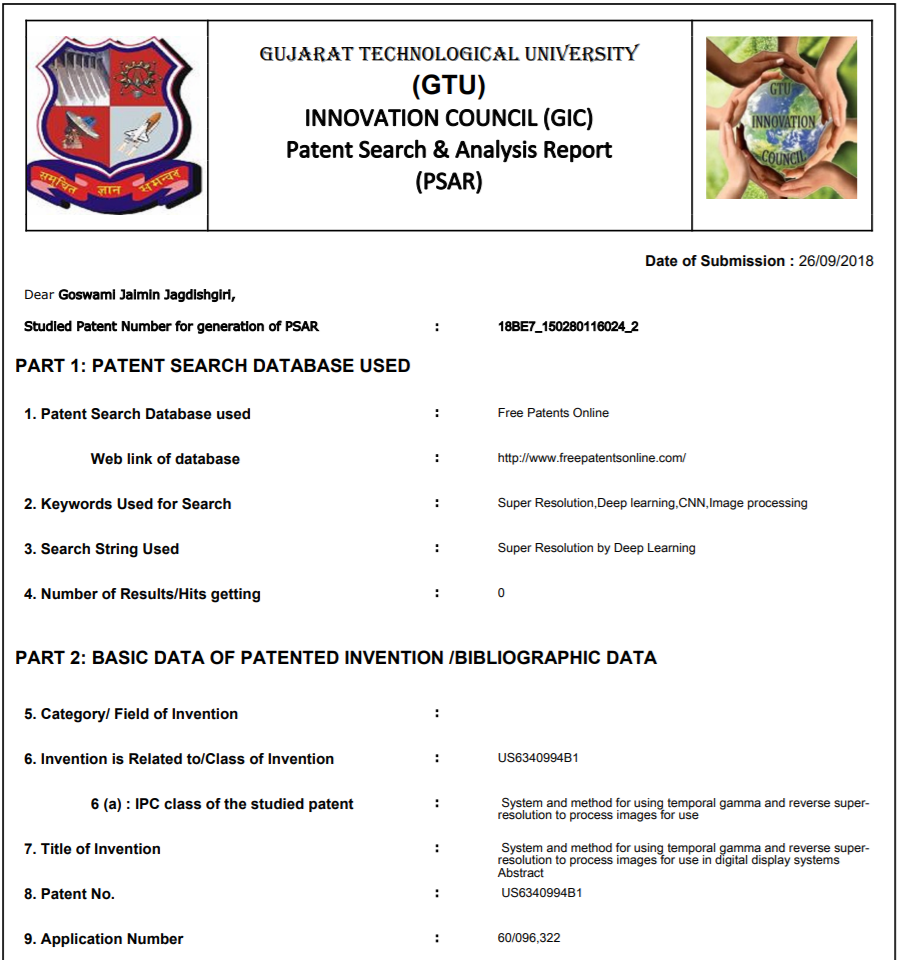 GUJARAT TECHNOLOGICAL UNIVERSITY
(GTU)
INNOVATION COUNCIL (GIC)
Patent Search & Analysis Report
(PSAR)
समुचित ज्ञान समन्वय
GTU
INNOVATION
COUNCIL
Date of Submission : 26/09/2018
Dear Goswami Jaimin Jagdishgiri,
Studied Patent Number for generation of PSAR : 18BE7_150280116024_2
PART 1: PATENT SEARCH DATABASE USED
1. Patent Search Database used : Free Patents Online
Web link of database : http://www.freepatentsonline.com/
2. Keywords Used for Search : Super Resolution,Deep learning,CNN,Image processing
3. Search String Used : Super Resolution by Deep Learning
4. Number of Results/Hits getting : 0
PART 2: BASIC DATA OF PATENTED INVENTION /BIBLIOGRAPHIC DATA
5. Category/ Field of Invention :
6. Invention is Related to/Class of Invention : US6340994B1
6 (a) : IPC class of the studied patent : System and method for using temporal gamma and reverse super-
resolution to process images for use
7. Title of Invention : System and method for using temporal gamma and reverse super-
resolution to process images for use in digital display systems
Abstract
8. Patent No. : US6340994B1
9. Application Number : 60/096,322